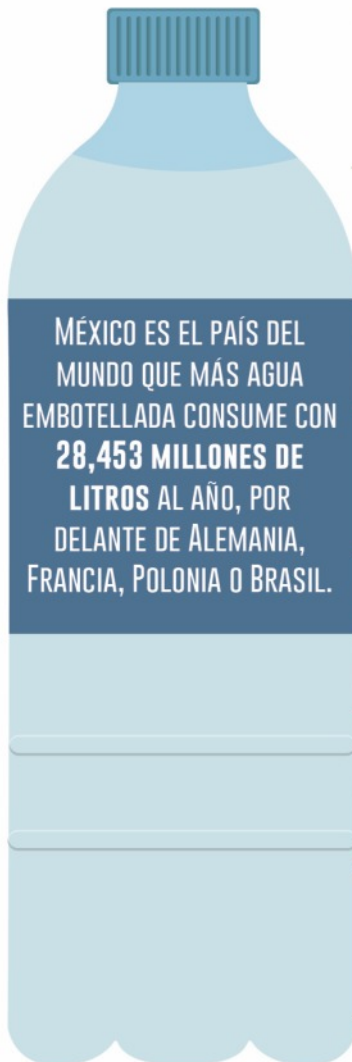 MÉXICO ES EL PAÍS DEL
MUNDO QUE MÁS AGUA
EMBOTELLADA CONSUME CON
28,453 MILLONES DE
LITROS AL AÑO, POR
DELANTE DE ALEMANIA,
FRANCIA, POLONIA O BRASIL.